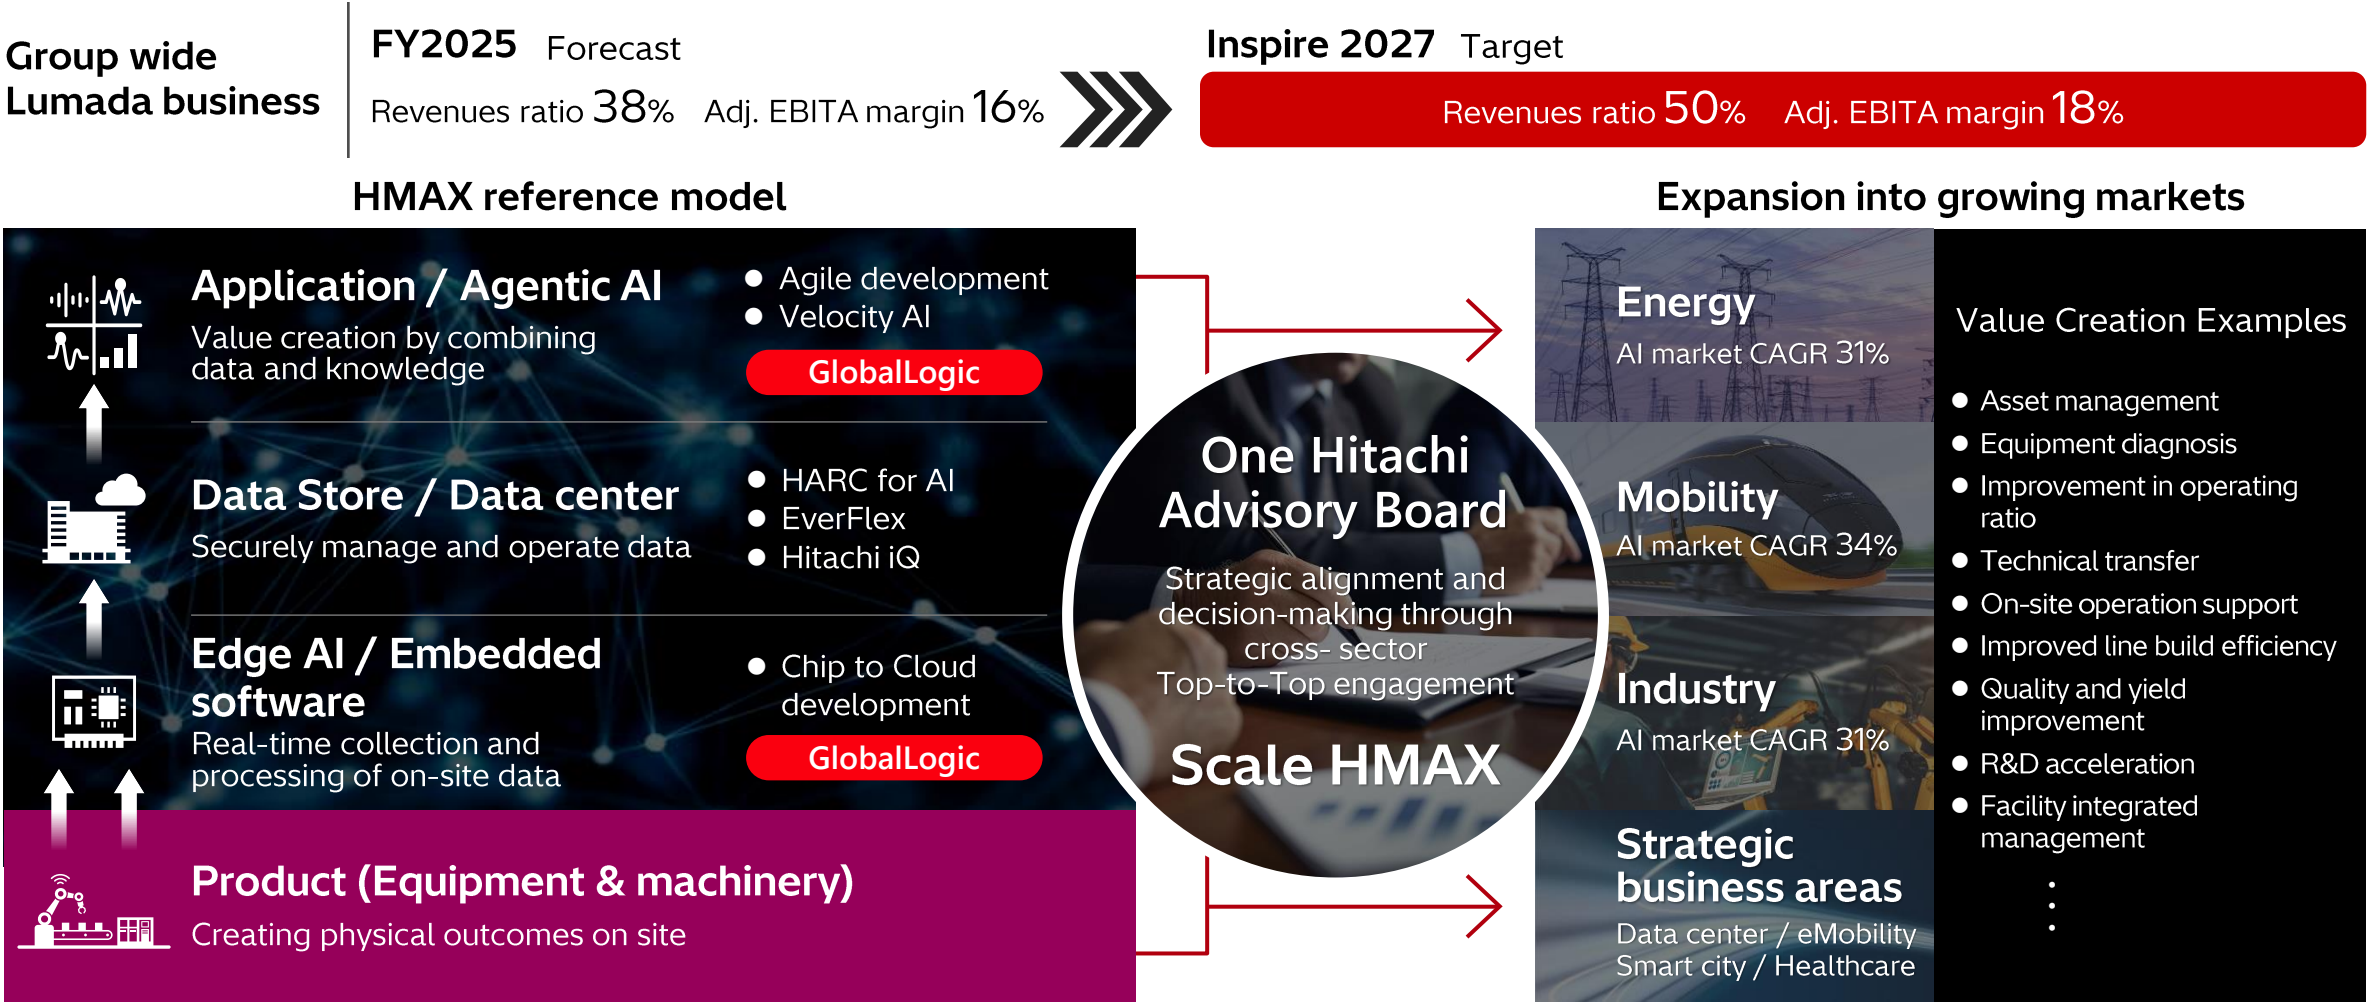 Group wide
Lumada business
FY2025 Forecast
Revenues ratio 38% Adj. EBITA margin 16%
Inspire 2027 Target
Revenues ratio 50% Adj. EBITA margin 18%
HMAX reference model
Application / Agentic AI
Value creation by combining
data and knowledge
● Agile development
● Velocity AI
GlobalLogic
Data Store / Data center
Securely manage and operate data
● HARC for AI
● EverFlex
● Hitachi iQ
Edge AI / Embedded
software
Real-time collection and
processing of on-site data
● Chip to Cloud
development
GlobalLogic
Product (Equipment & machinery)
Creating physical outcomes on site
One Hitachi
Advisory Board
Strategic alignment and
decision-making through
cross- sector
Top-to-Top engagement
Scale HMAX
Expansion into growing markets
Energy
AI market CAGR 31%
Mobility
AI market CAGR 34%
Industry
AI market CAGR 31%
Strategic
business areas
Data center / eMobility
Smart city / Healthcare
Value Creation Examples
● Asset management
● Equipment diagnosis
● Improvement in operating
ratio
● Technical transfer
● On-site operation support
● Improved line build efficiency
● Quality and yield
improvement
● R&D acceleration
● Facility integrated
management
⋮